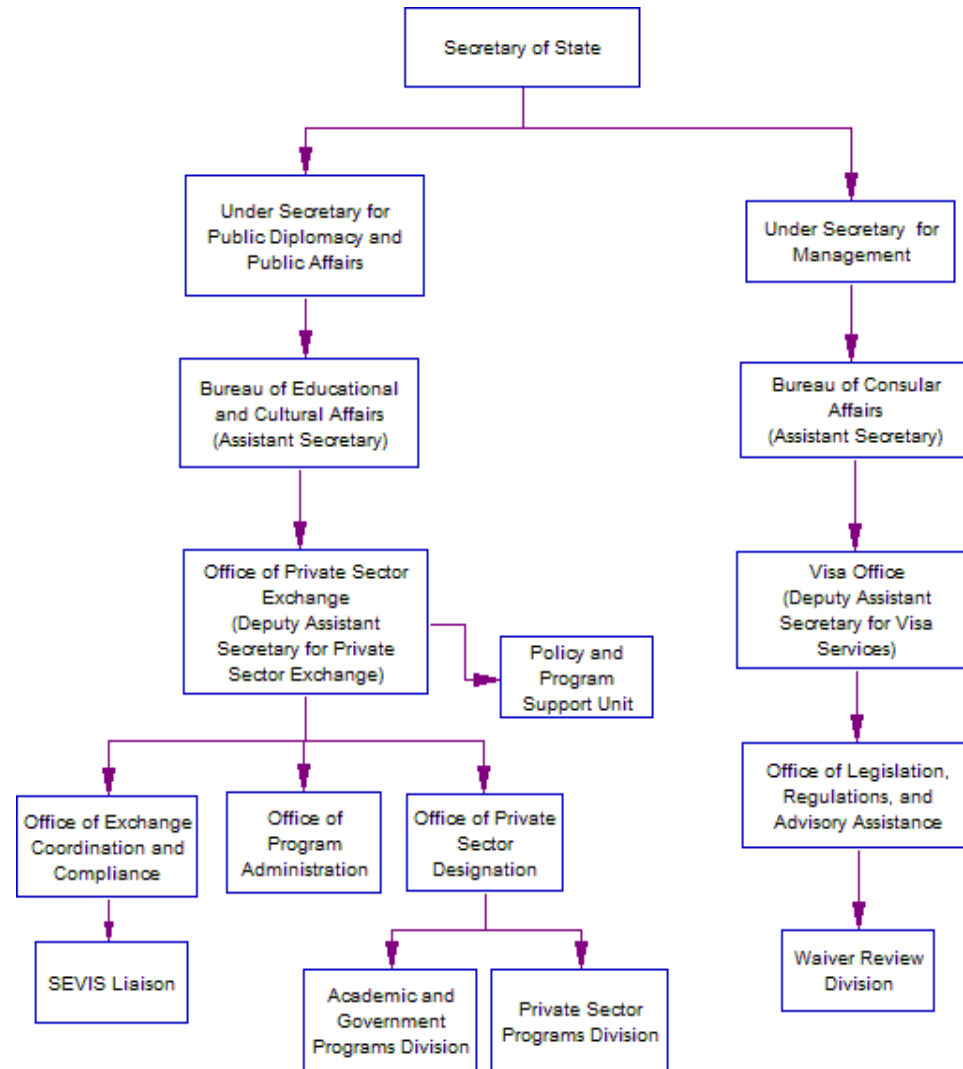 Secretary of State
Under Secretary for
Public Diplomacy and
Public Affairs
Under Secretary for
Management
Bureau of Educational
and Cultural Affairs
(Assistant Secretary)
Bureau of Consular
Affairs
(Assistant Secretary)
Office of Private Sector
Exchange
(Deputy Assistant
Secretary for Private
Sector Exchange)
Policy and
Program
Support Unit
Visa Office
(Deputy Assistant
Secretary for Visa
Services)
Office of Exchange
Coordination and
Compliance
Office of
Program
Administration
Office of Private
Sector
Designation
Office of Legislation,
Regulations, and
Advisory Assistance
SEVIS Liaison
Academic and
Government
Programs Division
Private Sector
Programs Division
Waiver Review
Division